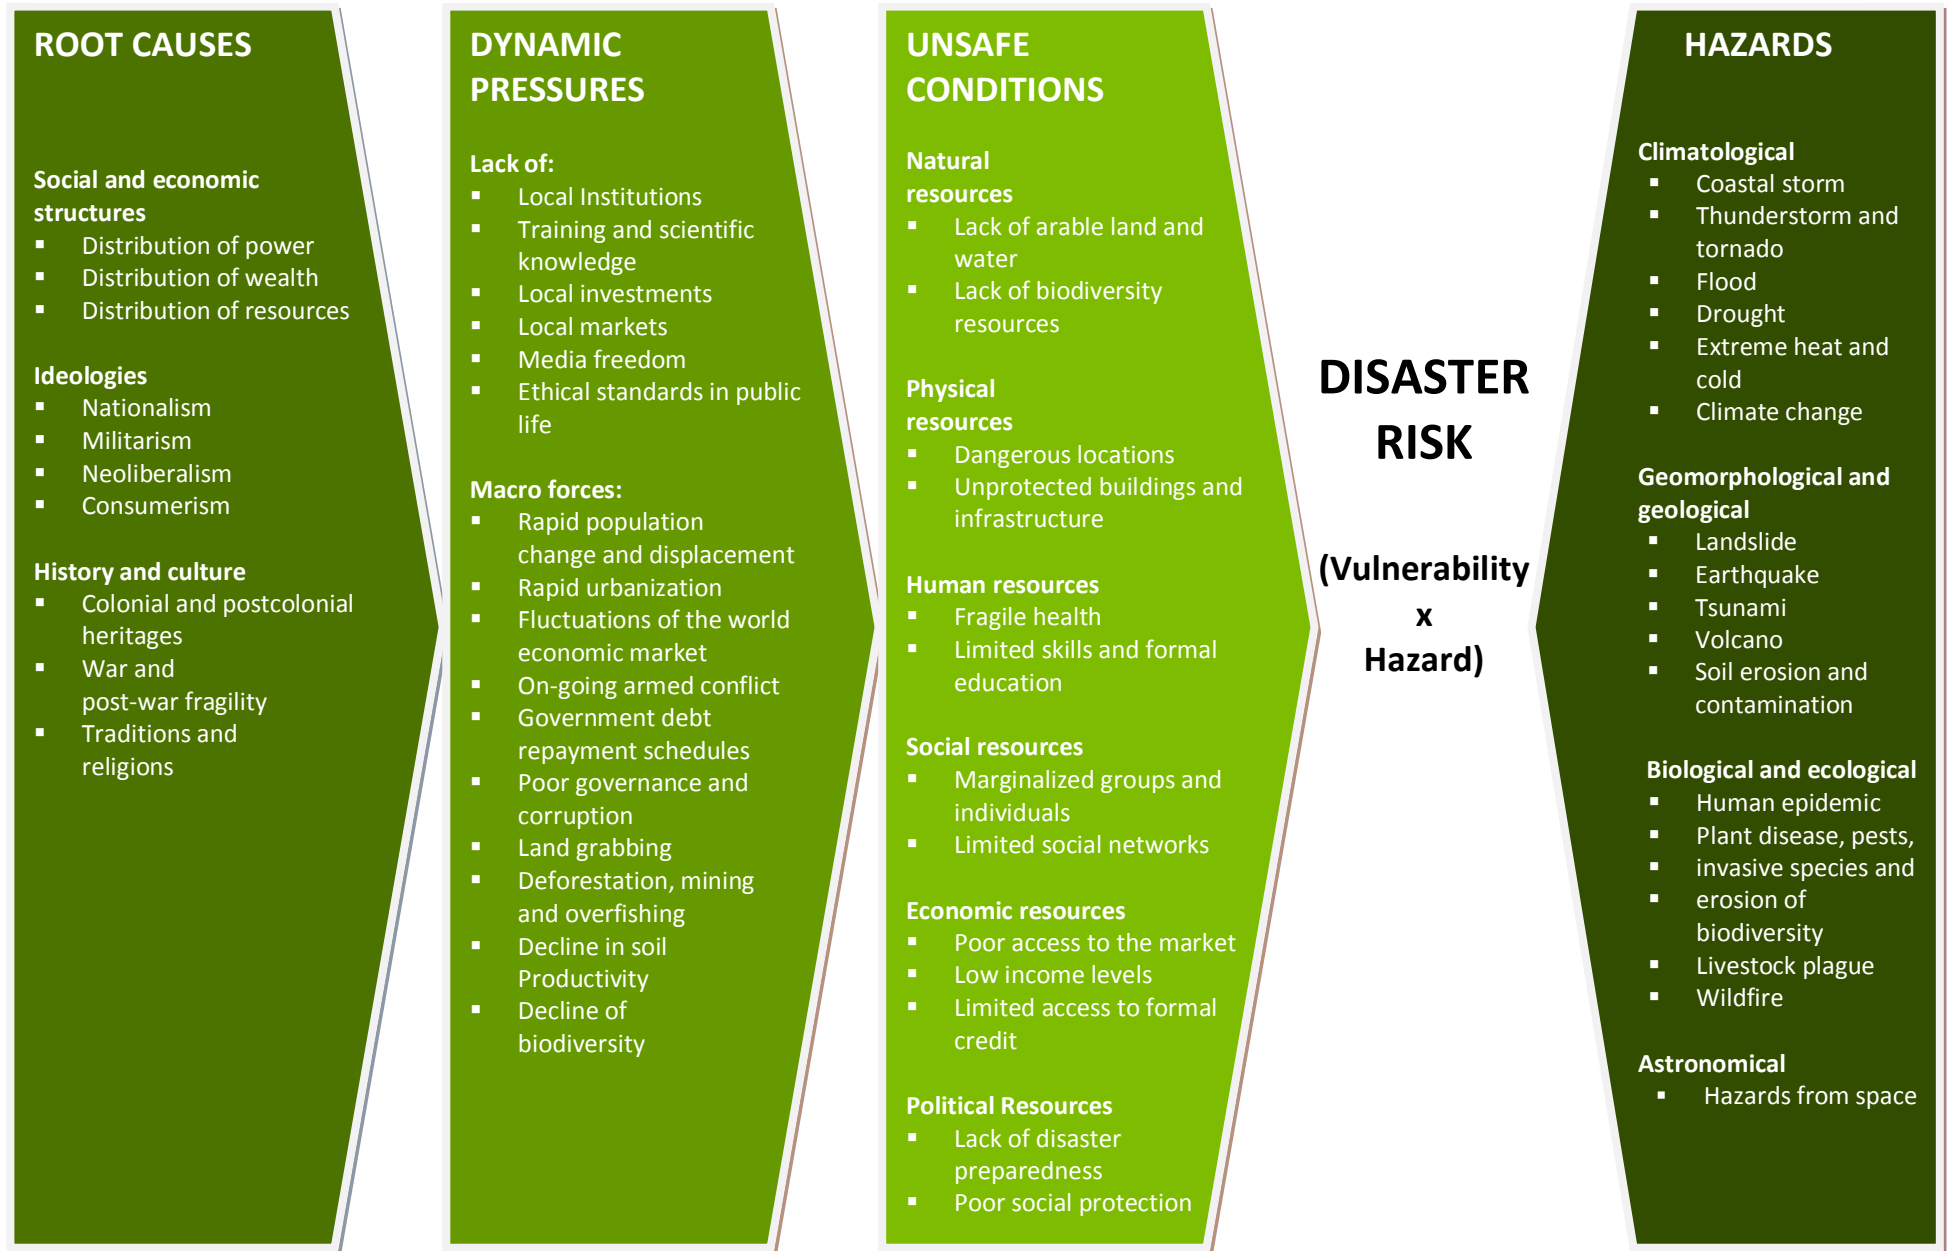 ROOT CAUSES
Social and economic
structures
▪ Distribution of power
▪ Distribution of wealth
▪ Distribution of resources
Ideologies
▪ Nationalism
▪ Militarism
▪ Neoliberalism
▪ Consumerism
History and culture
▪ Colonial and postcolonial
heritages
▪ War and
post-war fragility
▪ Traditions and
religions
DYNAMIC
PRESSURES
Lack of:
▪ Local Institutions
▪ Training and scientific
knowledge
▪ Local investments
▪ Local markets
▪ Media freedom
▪ Ethical standards in public
life
Macro forces:
▪ Rapid population
change and displacement
▪ Rapid urbanization
▪ Fluctuations of the world
economic market
▪ On-going armed conflict
▪ Government debt
repayment schedules
▪ Poor governance and
corruption
▪ Land grabbing
▪ Deforestation, mining
and overfishing
▪ Decline in soil
Productivity
▪ Decline of
biodiversity
UNSAFE
CONDITIONS
Natural
resources
▪ Lack of arable land and
water
▪ Lack of biodiversity
resources
Physical
resources
▪ Dangerous locations
▪ Unprotected buildings and
infrastructure
Human resources
▪ Fragile health
▪ Limited skills and formal
education
Social resources
▪ Marginalized groups and
individuals
▪ Limited social networks
Economic resources
▪ Poor access to the market
▪ Low income levels
▪ Limited access to formal
credit
Political Resources
▪ Lack of disaster
preparedness
▪ Poor social protection
DISASTER
RISK
(Vulnerability
x
Hazard)
HAZARDS
Climatological
▪ Coastal storm
▪ Thunderstorm and
tornado
▪ Flood
▪ Drought
▪ Extreme heat and
cold
▪ Climate change
Geomorphological and
geological
▪ Landslide
▪ Earthquake
▪ Tsunami
▪ Volcano
▪ Soil erosion and
contamination
Biological and ecological
▪ Human epidemic
▪ Plant disease, pests,
▪ invasive species and
▪ erosion of
biodiversity
▪ Livestock plague
▪ Wildfire
Astronomical
▪ Hazards from space